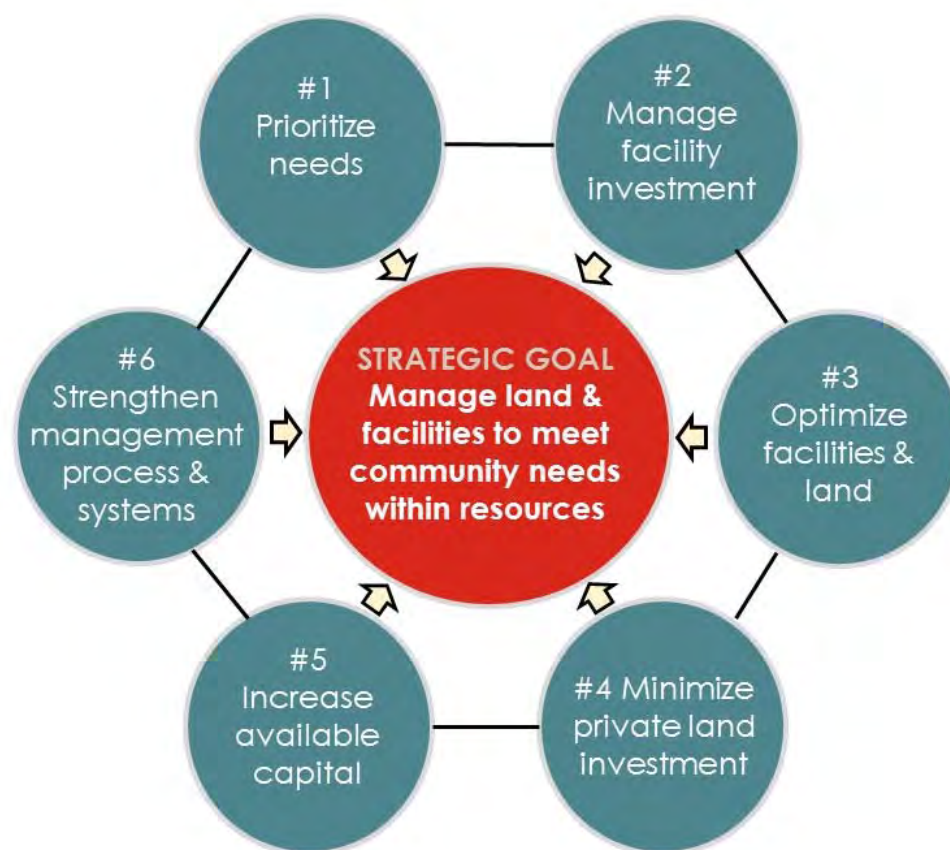 #1
Prioritize
needs
#2
Manage
facility
investment
#3
Optimize
facilities &
land
#4 Minimize
private land
investment
#5
Increase
available
capital
#6
Strengthen
management
process &
systems
STRATEGIC GOAL
Manage land &
facilities to meet
community needs
within resources